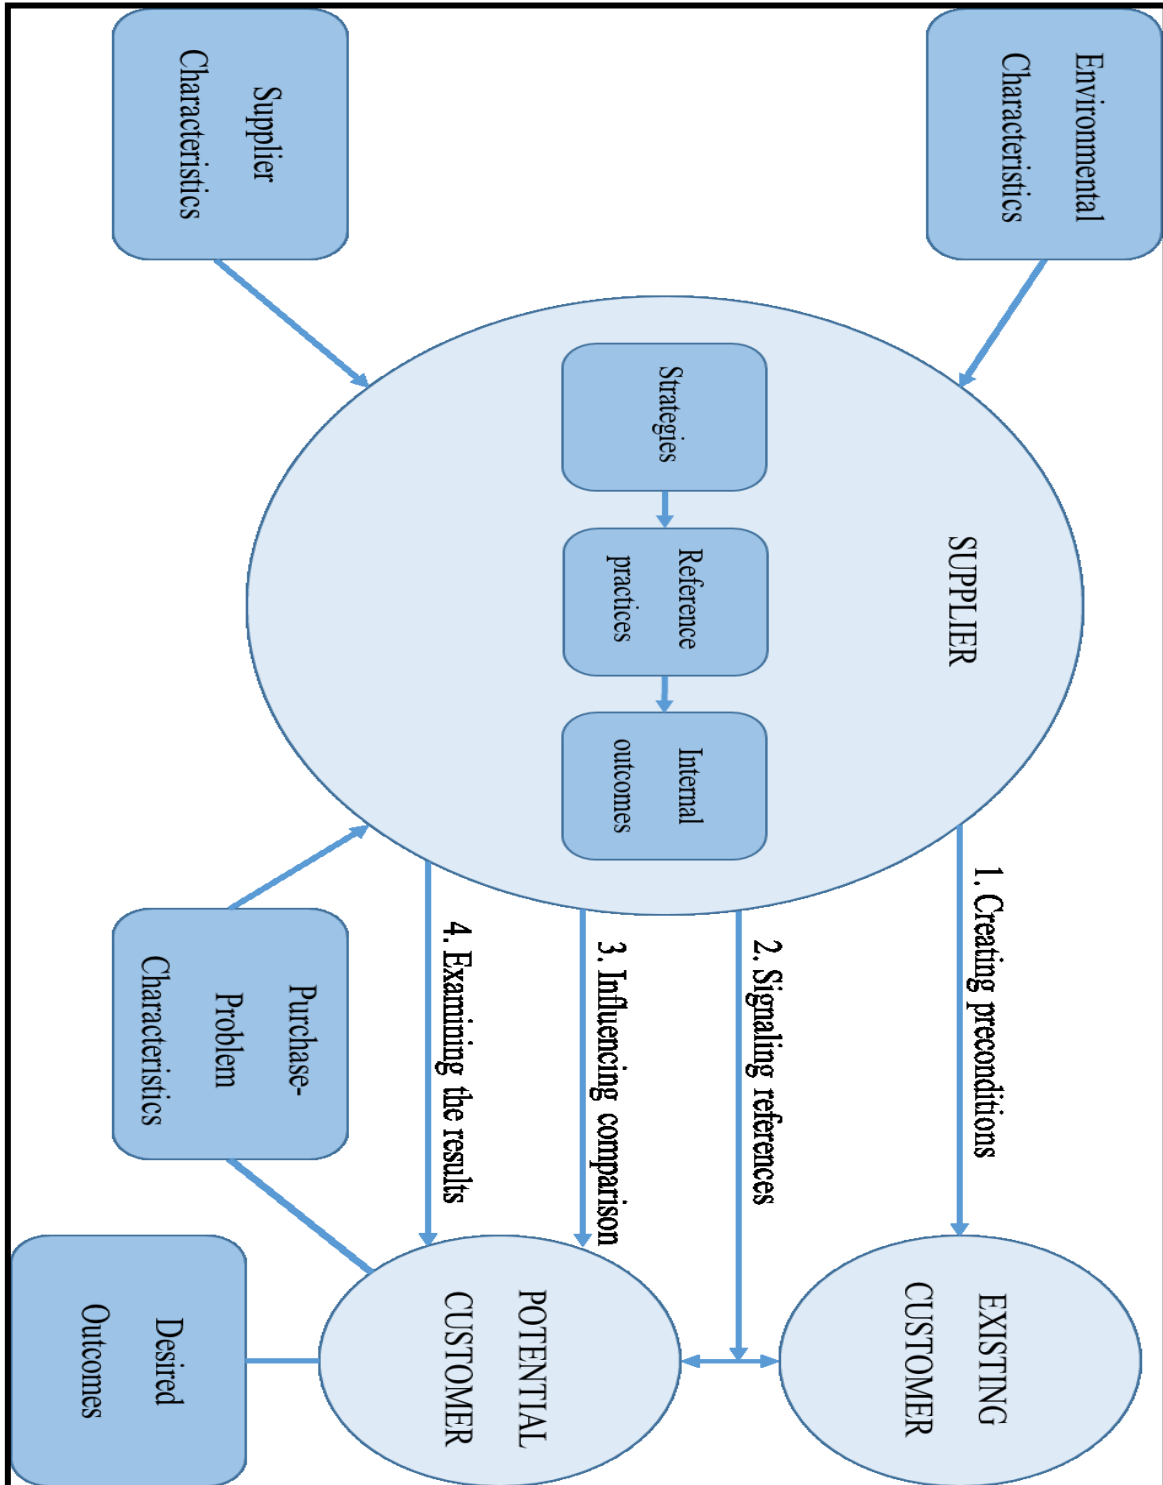 Environmental
Characteristics
Supplier
Characteristics
SUPPLIER
Strategies
Reference
practices
Internal
outcomes
1. Creating preconditions
2. Signaling references
3. Influencing comparison
4. Examining the results
Purchase-
Problem
Characteristics
EXISTING
CUSTOMER
POTENTIAL
CUSTOMER
Desired
Outcomes